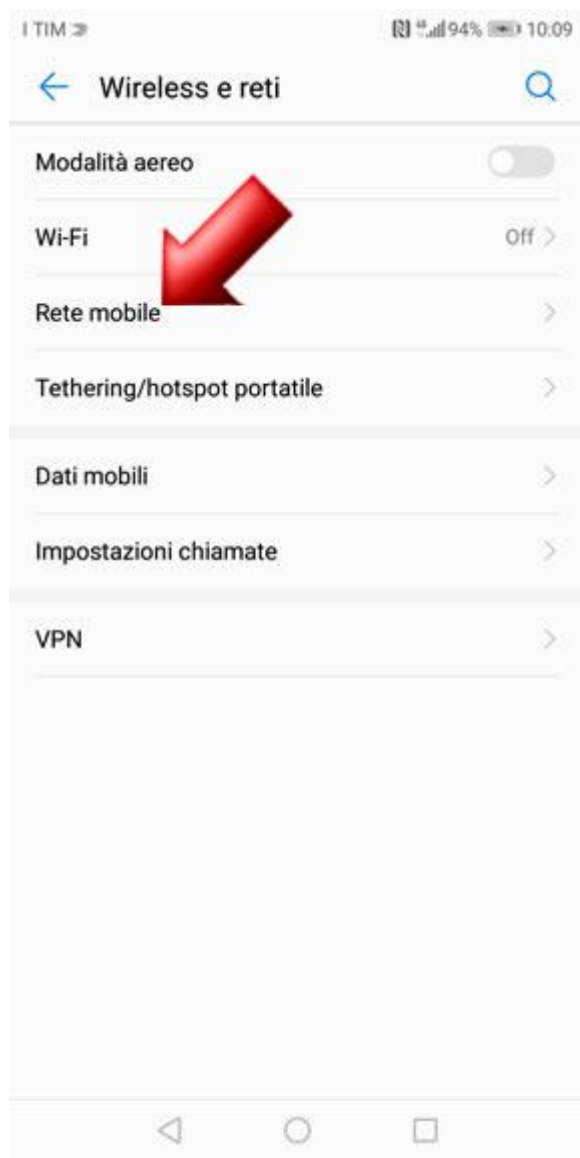 I TIM
94% 10:09
Wireless e reti
Modalità aereo
Wi-Fi Off
Rete mobile
Tethering/hotspot portatile
Dati mobili
Impostazioni chiamate
VPN